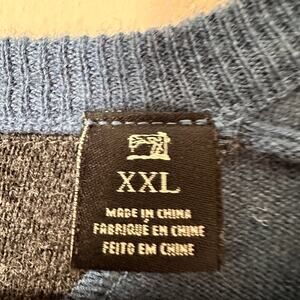 XXL
MADE IN CHINA
FABRIQUÉ EN CHINE
FEITO EM CHINE